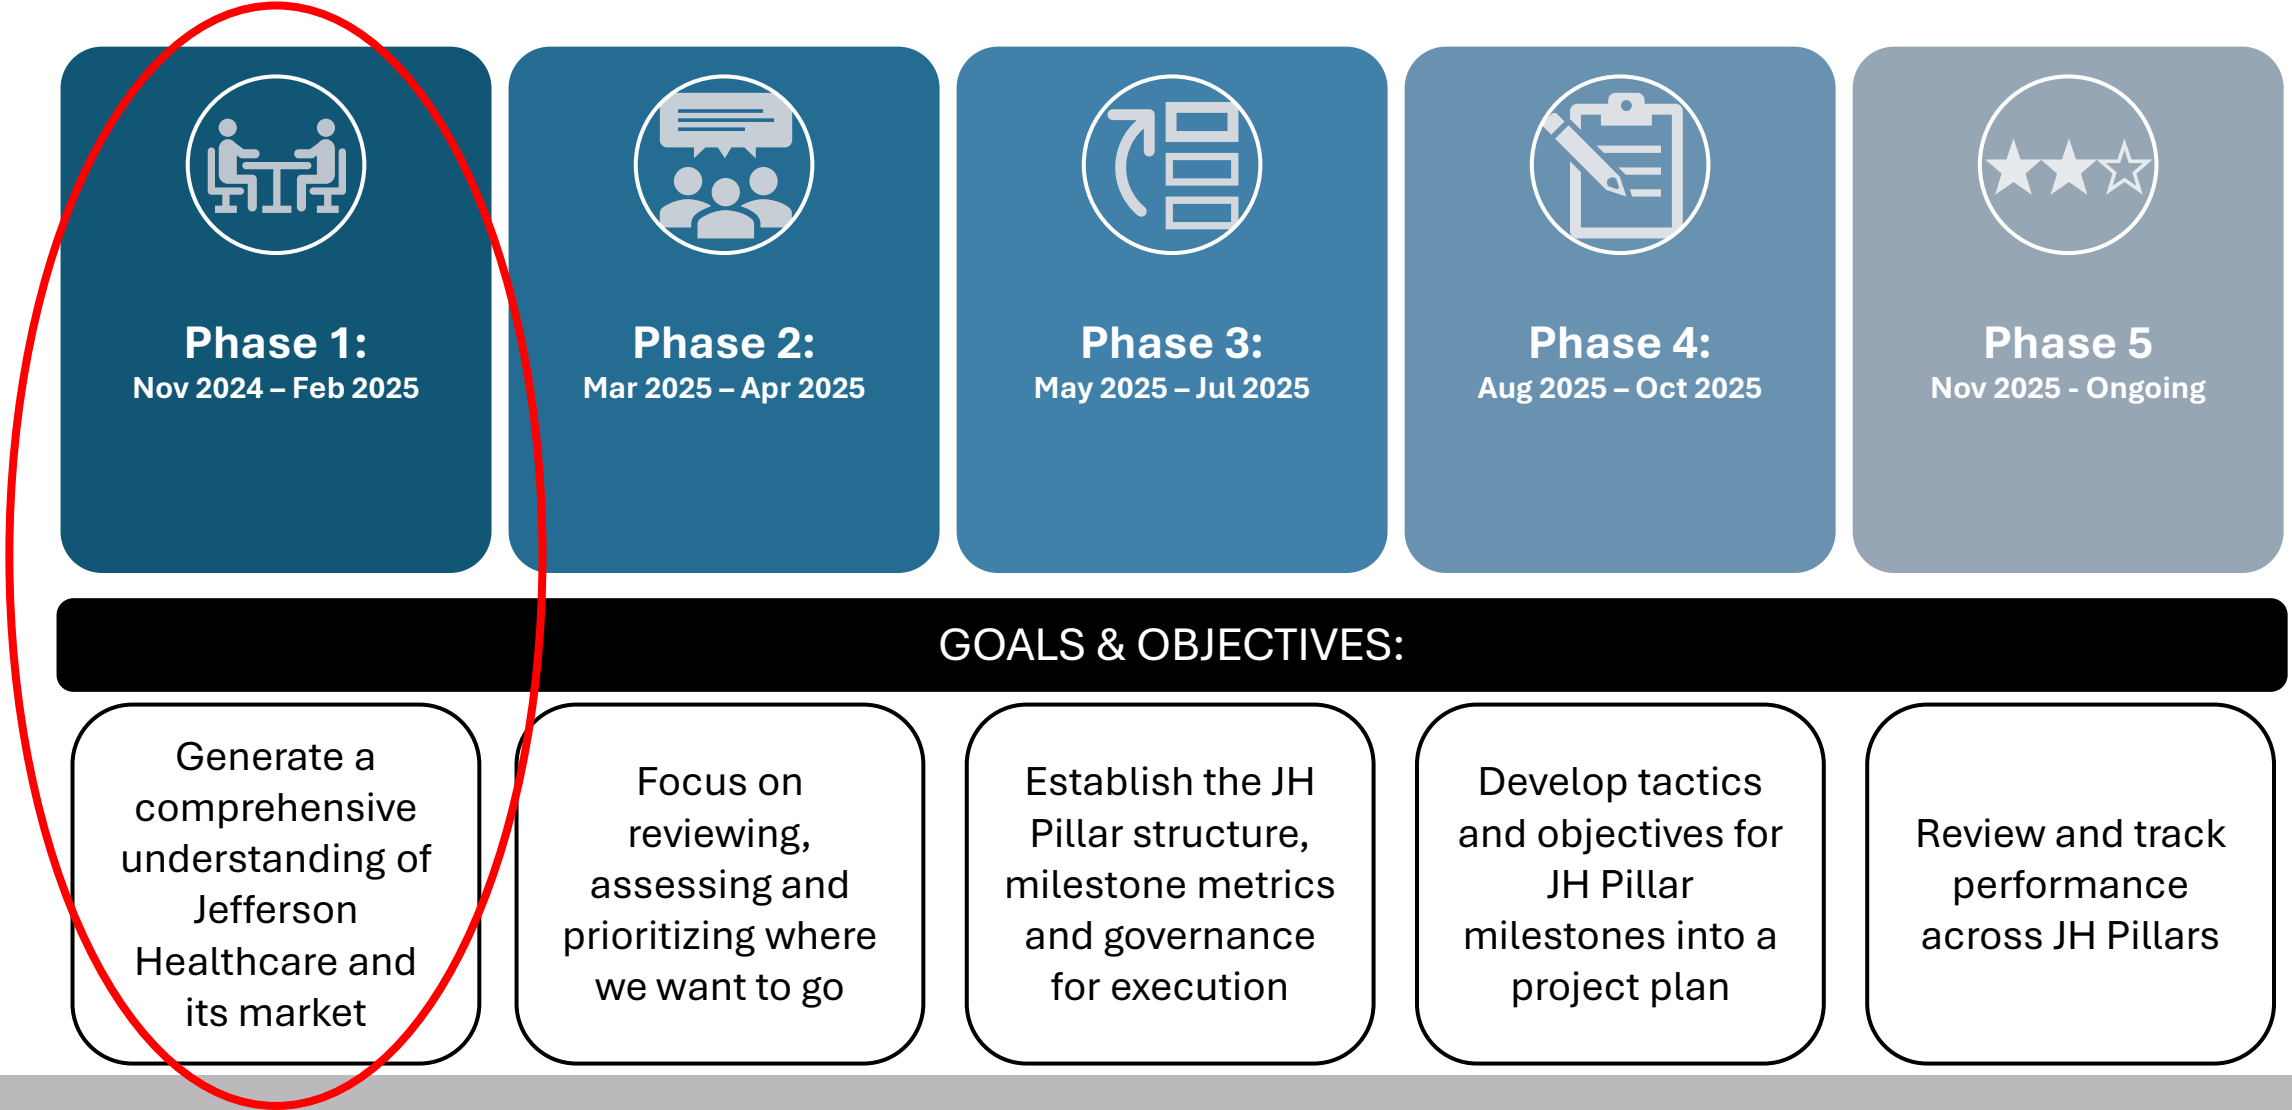 Phase 1:
Nov 2024 – Feb 2025
Phase 2:
Mar 2025 – Apr 2025
Phase 3:
May 2025 – Jul 2025
Phase 4:
Aug 2025 – Oct 2025
Phase 5
Nov 2025 - Ongoing
GOALS & OBJECTIVES:
Generate a
comprehensive
understanding of
Jefferson
Healthcare and
its market
Focus on
reviewing,
assessing and
prioritizing where
we want to go
Establish the JH
Pillar structure,
milestone metrics
and governance
for execution
Develop tactics
and objectives for
JH Pillar
milestones into a
project plan
Review and track
performance
across JH Pillars